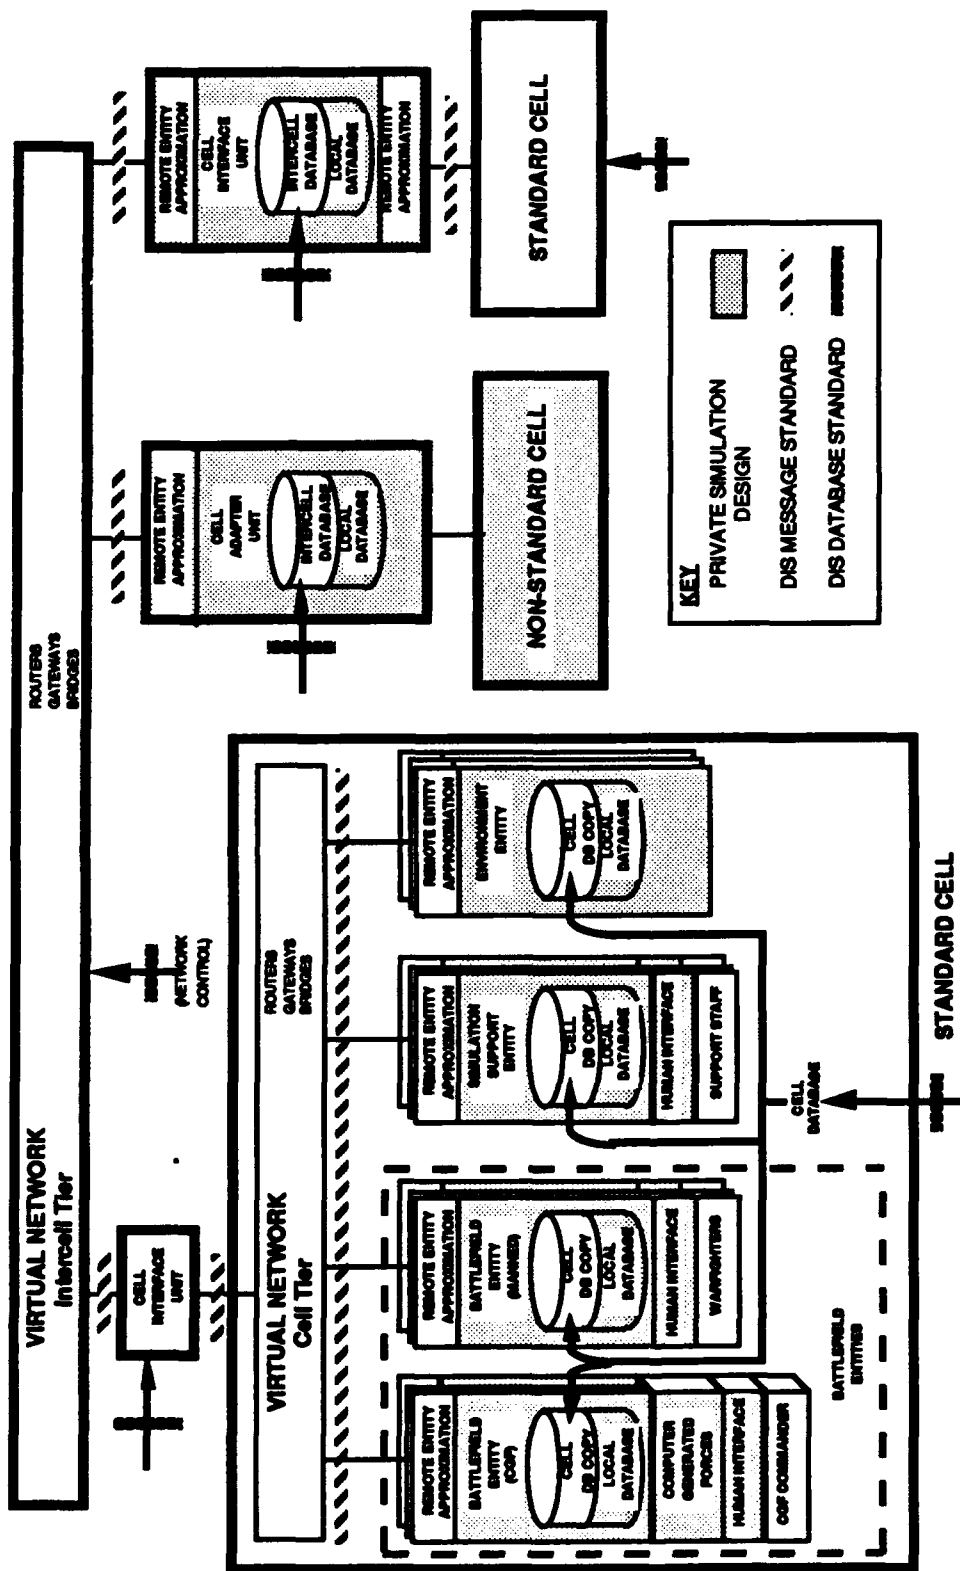 VIRTUAL NETWORK
Intercell Tier
ROUTERS
GATEWAYS
BRIDGES
(NETWORK
CONTROL)
CELL
INTERFACE
UNIT
REMOTE ENTITY
APPROXIMATION
CELL
ADAPTER
UNIT
INTERCELL
DATABASE
LOCAL
DATABASE
NON-STANDARD CELL
REMOTE ENTITY
APPROXIMATION
CELL
INTERFACE
UNIT
INTERCELL
DATABASE
LOCAL
DATABASE
REMOTE ENTITY
APPROXIMATION
STANDARD CELL
VIRTUAL NETWORK
Cell Tier
ROUTERS
GATEWAYS
BRIDGES
REMOTE ENTITY
APPROXIMATION
BATTLEFIELD
ENTITY
(CGF)
CELL
DB COPY
LOCAL
DATABASE
COMPUTER
GENERATED
FORCES
HUMAN INTERFACE
CGF COMMANDER
REMOTE ENTITY
APPROXIMATION
BATTLEFIELD
ENTITY
(MANNED)
CELL
DB COPY
LOCAL
DATABASE
HUMAN INTERFACE
WARFIGHTERS
BATTLEFIELD
ENTITIES
REMOTE ENTITY
APPROXIMATION
SIMULATION
SUPPORT
ENTITY
CELL
DB COPY
LOCAL
DATABASE
HUMAN INTERFACE
SUPPORT STAFF
REMOTE ENTITY
APPROXIMATION
ENVIRONMENT
ENTITY
CELL
DB COPY
LOCAL
DATABASE
CELL
DATABASE
STANDARD CELL
KEY
PRIVATE SIMULATION
DESIGN
DIS MESSAGE STANDARD
DIS DATABASE STANDARD